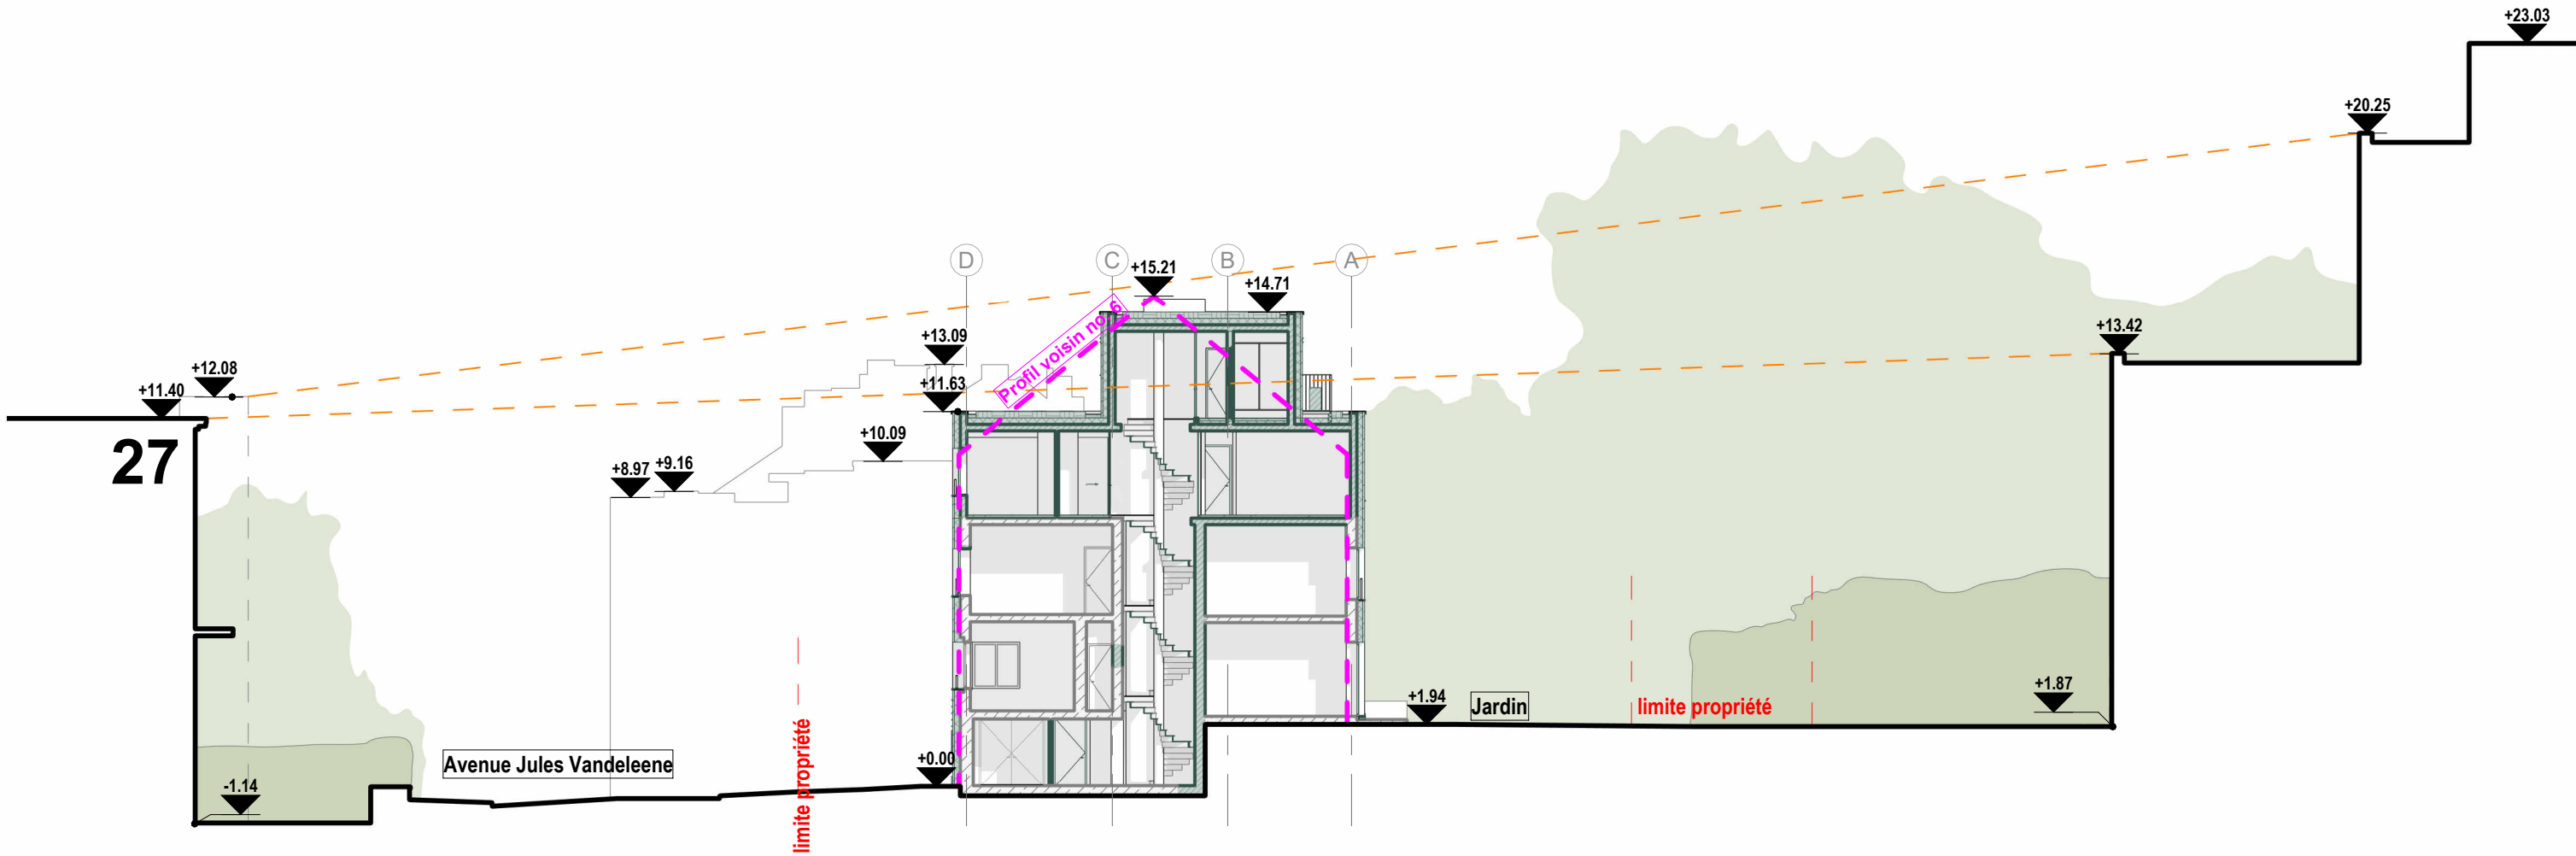 +23.03
+20.25
D
C
B
A
+15.21
+14.71
Profil voisin no. 6
+13.09
+13.42
+12.08
+11.40
+11.63
27
+10.09
+8.97
+9.16
+1.94
Jardin
limite propriété
+1.87
Avenue Jules Vandeleene
+0.00
limite propriété
-1.14